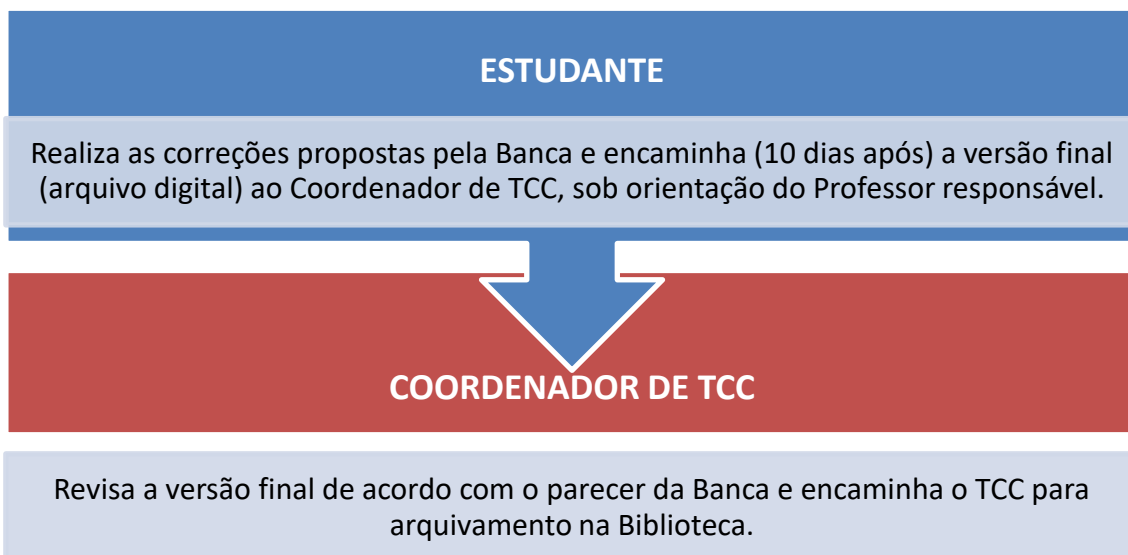 ESTUDANTE
Realiza as correções propostas pela Banca e encaminha (10 dias após) a versão final
(arquivo digital) ao Coordenador de TCC, sob orientação do Professor responsável.
COORDENADOR DE TCC
Revisa a versão final de acordo com o parecer da Banca e encaminha o TCC para
arquivamento na Biblioteca.